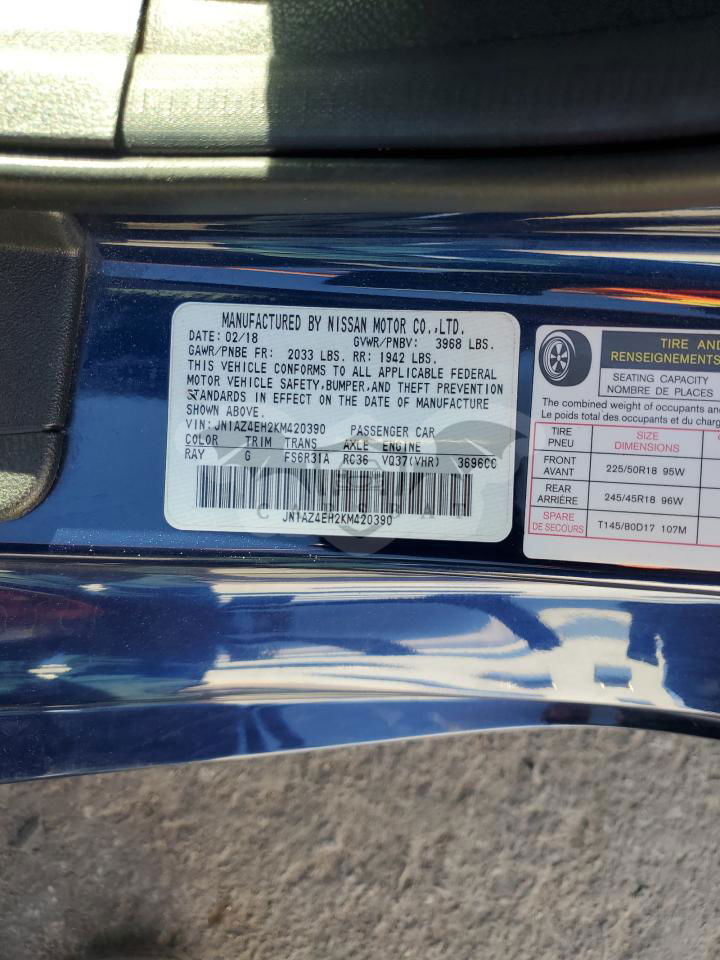 MANUFACTURED BY NISSAN MOTOR CO.,LTD.
DATE: 02/18 GVWR/PNBV: 3968 LBS.
GAWR/PNBE FR: 2033 LBS. RR: 1942 LBS.
THIS VEHICLE CONFORMS TO ALL APPLICABLE FEDERAL
MOTOR VEHICLE SAFETY,BUMPER,AND THEFT PREVENTION
STANDARDS IN EFFECT ON THE DATE OF MANUFACTURE
SHOWN ABOVE.
VIN:JN1AZ4EH2KM420390 PASSENGER CAR
COLOR TRIM TRANS AXLE ENGINE
RAY G FS6R31A RC36 VQ37(VHR) 3696CC
JN1AZ4EH2KM420390
TIRE AND
RENSEIGNEMENTS
SEATING CAPACITY
NOMBRE DE PLACES
The combined weight of occupants and
Le poids total des occupants et
TIRE SIZE
PNEU DIMENSIONS
FRONT
AVANT 225/50R18 95W
REAR
ARRIÈRE 245/45R18 96W
SPARE
DE SECOURS T145/80D17 107M